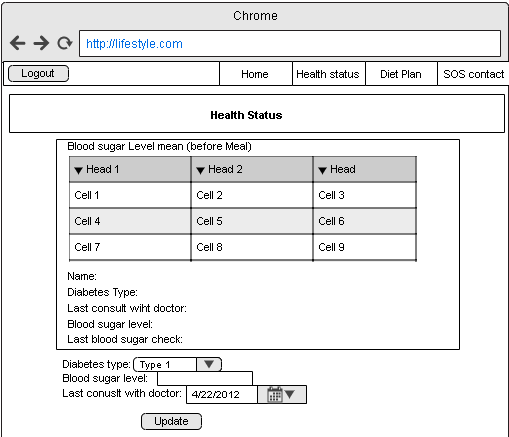 Chrome
http://lifestyle.com
Logout Home Health status Diet Plan SOS contact
Health Status
Blood sugar Level mean (before Meal)
Head 1 Head 2 Head
Cell 1 Cell 2 Cell 3
Cell 4 Cell 5 Cell 6
Cell 7 Cell 8 Cell 9
Name:
Diabetes Type:
Last consult wiht doctor:
Blood sugar level:
Last blood sugar check:
Diabetes type: Type 1
Blood sugar level:
Last conuslt with doctor: 4/22/2012
Update